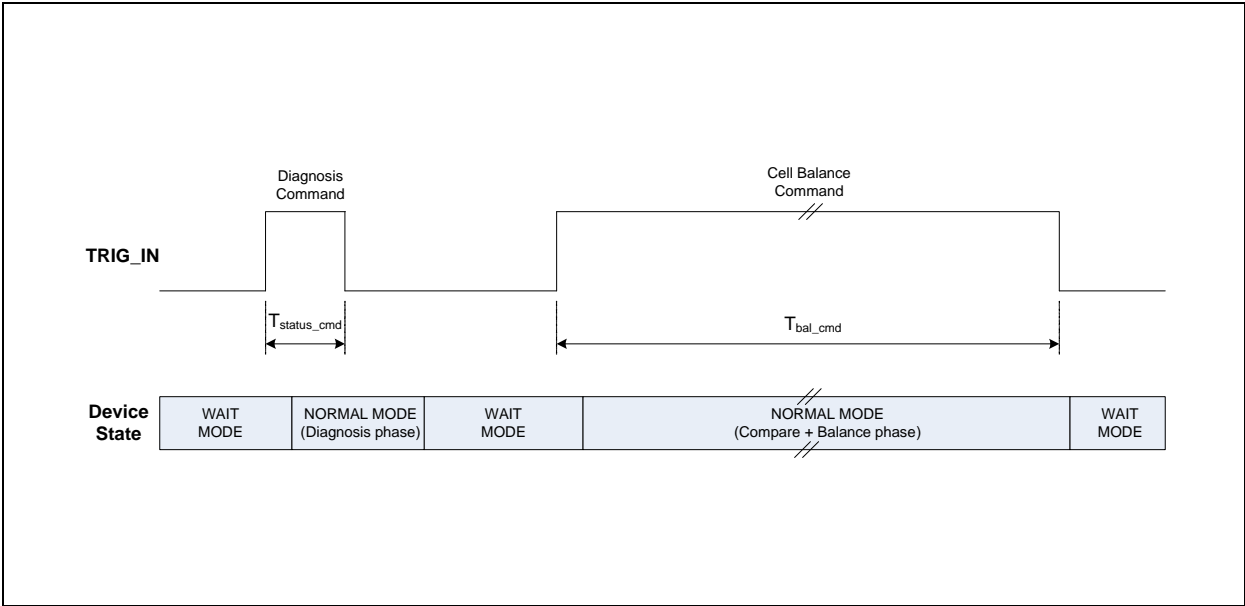 Diagnosis
Command
Cell Balance
Command
TRIG_IN
Tstatus_cmd
Tbal_cmd
Device
State
WAIT
MODE
NORMAL MODE
(Diagnosis phase)
WAIT
MODE
NORMAL MODE
(Compare + Balance phase)
WAIT
MODE